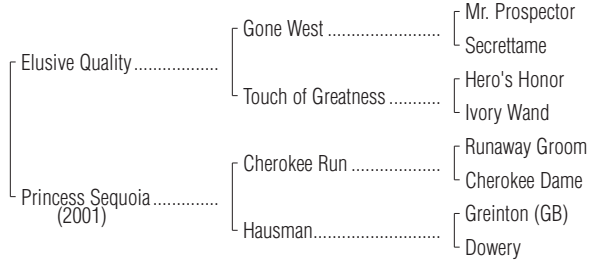 Mr. Prospector
Gone West
Secrettame
Elusive Quality
Hero's Honor
Touch of Greatness
Ivory Wand
Runaway Groom
Cherokee Run
Cherokee Dame
Princess Sequoia
(2001)
Greinton (GB)
Hausman
Dowery